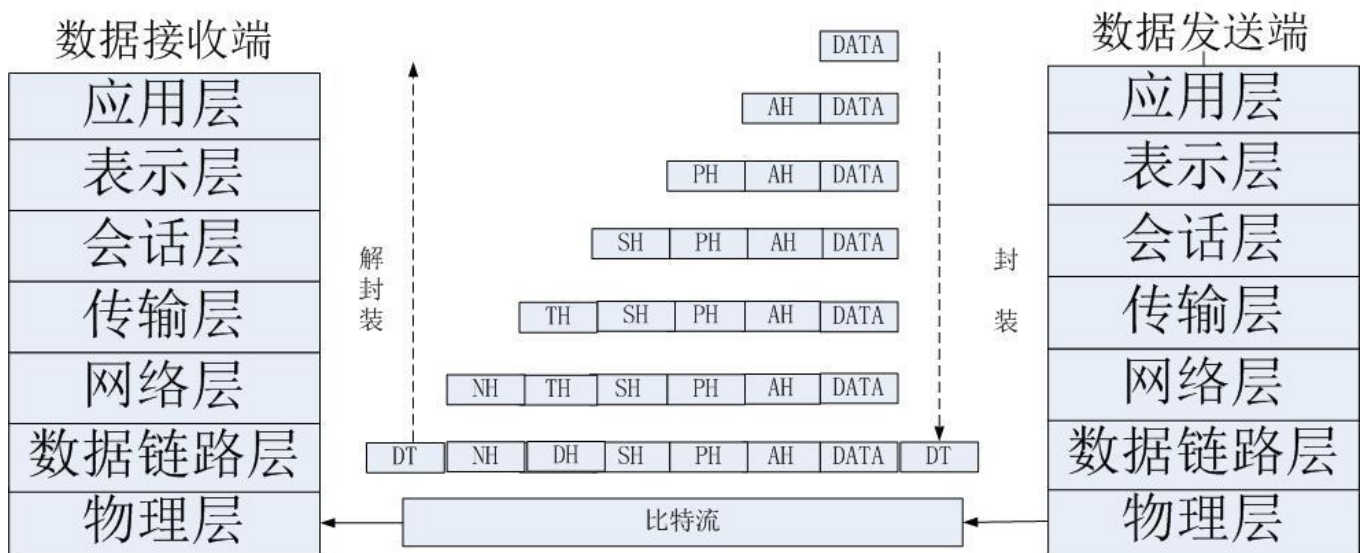 数据接收端
数据发送端
DATA
应用层
AH DATA
应用层
表示层
PH AH DATA
表示层
会话层
SH PH AH DATA
会话层
解封装
封装
传输层
TH SH PH AH DATA
传输层
网络层
NH TH SH PH AH DATA
网络层
数据链路层
DT NH DH SH PH AH DATA DT
数据链路层
物理层
比特流
物理层